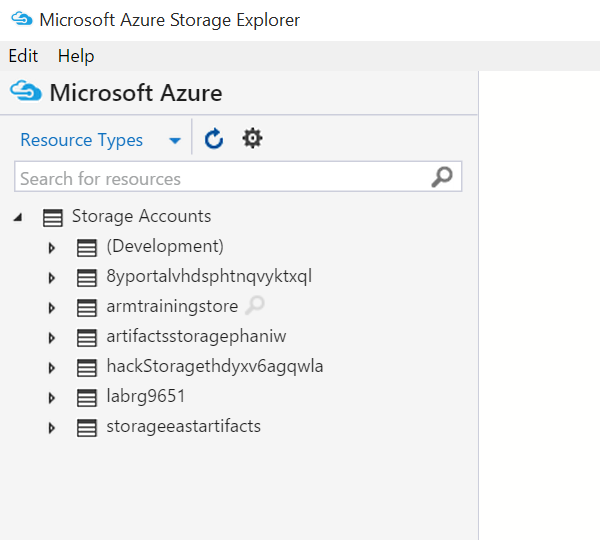 Microsoft Azure Storage Explorer
Edit Help
Microsoft Azure
Resource Types
Search for resources
Storage Accounts
(Development)
8yportalvhdsphtnqvyktxql
armtrainingstore
artifactsstoragephaniw
hackStoragethdyxv6agqwla
labrg9651
storageeastartifacts